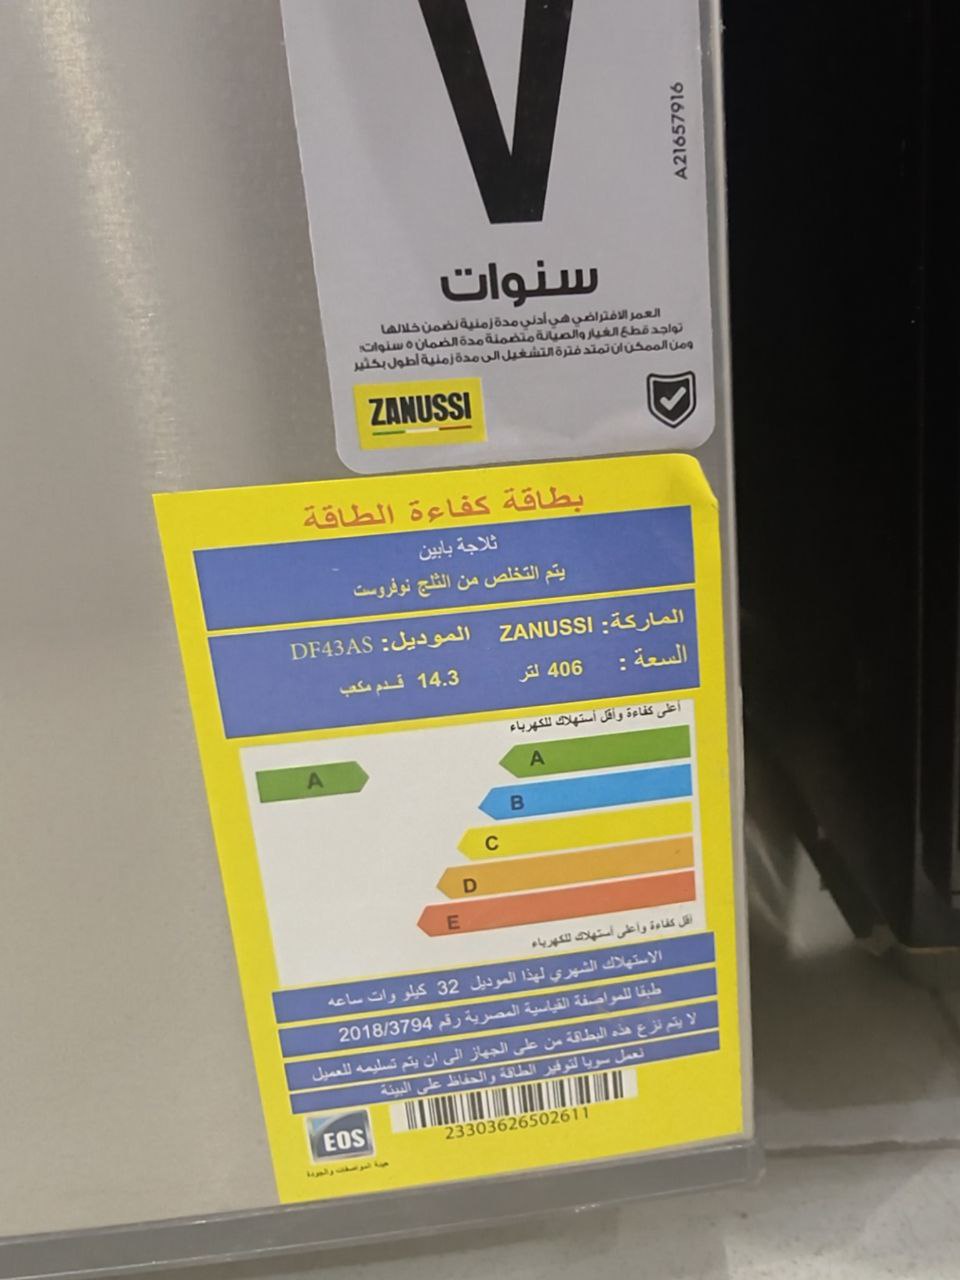 ٧
A21657916
سنوات
العمر الافتراضي هي أدني مدة زمنية نضمن خلالها
تواجد قطع الغيار والصيانة متضمنة مدة الضمان ٥ سنوات؛
ومن الممكن ان تمتد فترة التشغيل الى مدة زمنية أطول بكثير
ZANUSSI
بطاقة كفاءة الطاقة
ثلاجة بابين
يتم التخلص من الثلج نوفروست
الماركة: ZANUSSI الموديل: DF43AS
السعة : 406 لتر 14.3 قدم مكعب
أعلى كفاءة وأقل أستهلاك للكهرباء
A
A
B
C
D
E
أقل كفاءة وأعلى أستهلاك للكهرباء
الاستهلاك الشهري لهذا الموديل 32 كيلو وات ساعه
طبقا للمواصفة القياسية المصرية رقم 2018/3794
لا يتم نزع هذه البطاقة من على الجهاز الى ان يتم تسليمه للعميل
نعمل سويا لتوفير الطاقة والحفاظ على البيئة
23303626502611
EOS
هيئة المواصفات والجودة